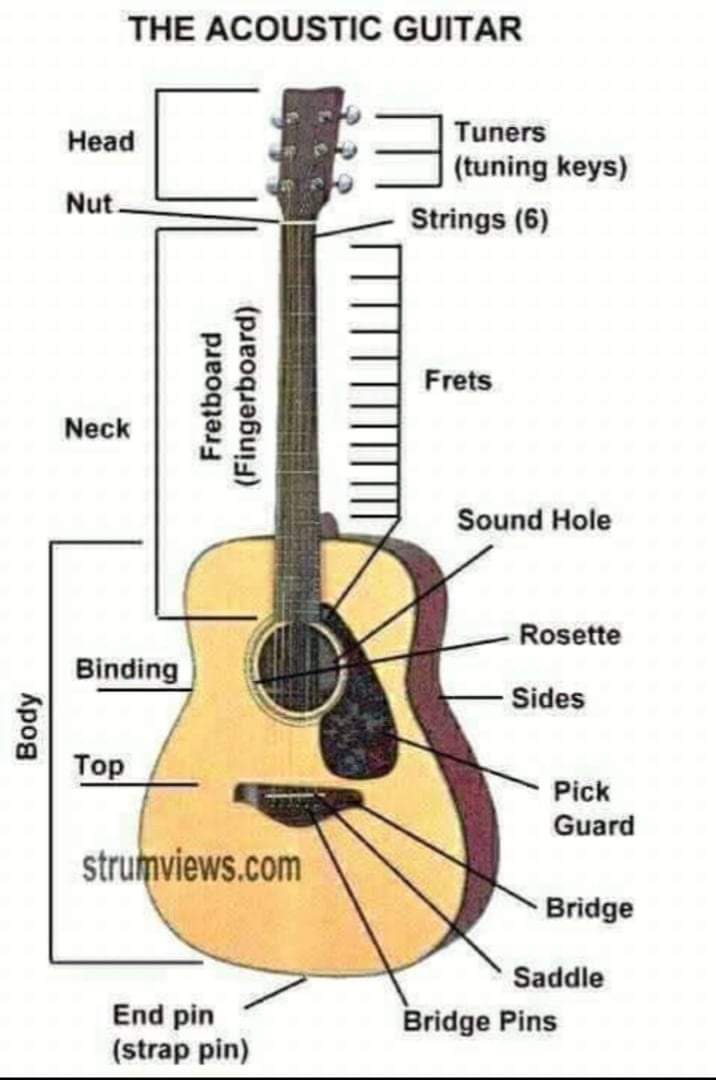 THE ACOUSTIC GUITAR
Head
Tuners
(tuning keys)
Nut
Strings (6)
Fretboard
(Fingerboard)
Frets
Neck
Sound Hole
Rosette
Binding
Sides
Body
Top
Pick
Guard
strumviews.com
Bridge
Saddle
End pin
(strap pin)
Bridge Pins